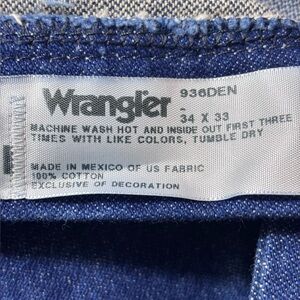 Wrangler 936DEN
-
34 X 33
MACHINE WASH HOT AND INSIDE OUT FIRST THREE
TIMES WITH LIKE COLORS, TUMBLE DRY
MADE IN MEXICO OF US FABRIC
100% COTTON
EXCLUSIVE OF DECORATION